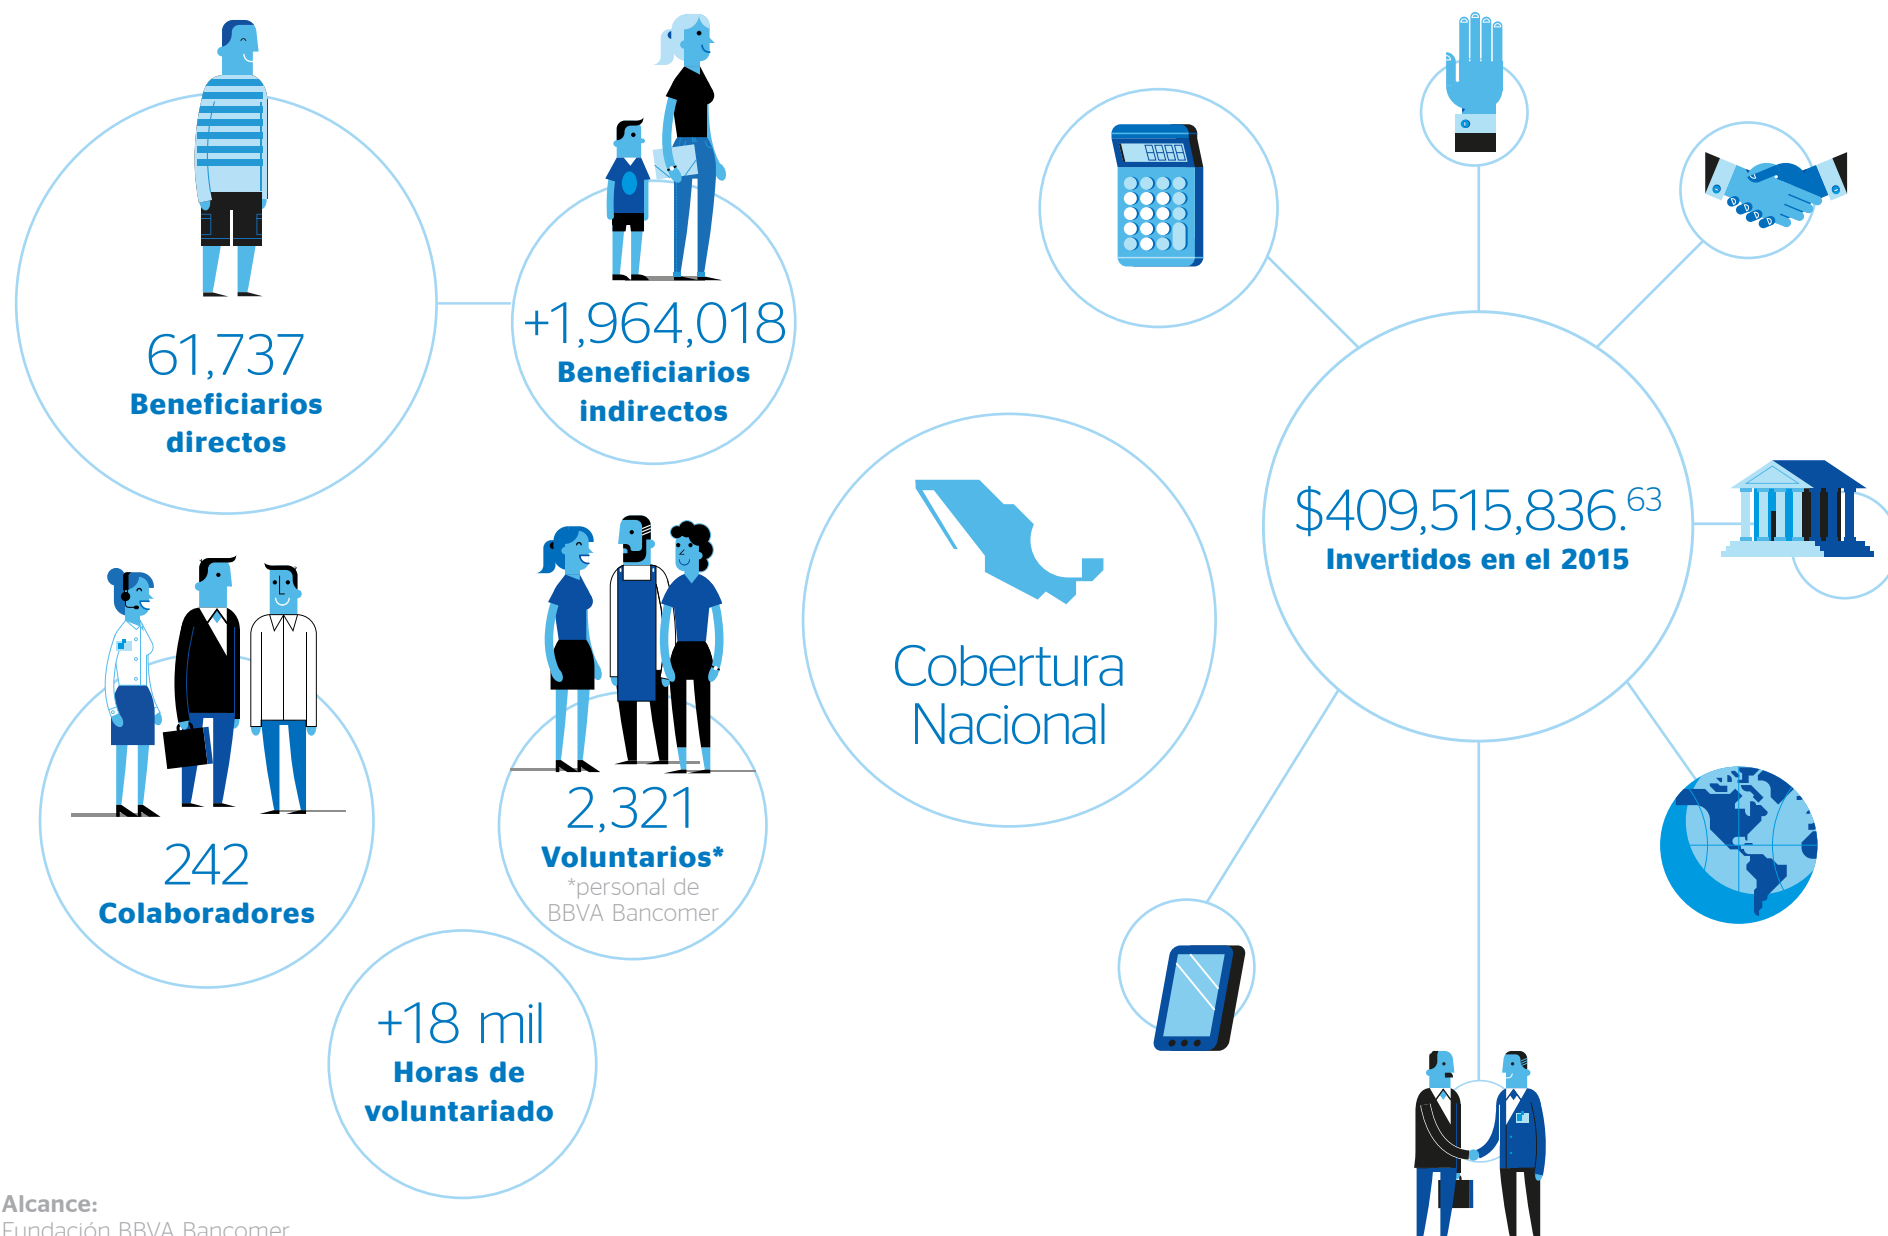 61,737
Beneficiarios
directos
+1,964,018
Beneficiarios
indirectos
242
Colaboradores
2,321
Voluntarios*
*personal de
BBVA Bancomer
+18 mil
Horas de
voluntariado
Cobertura
Nacional
$409,515,836.63
Invertidos en el 2015
Alcance:
Fundación BBVA Bancomer